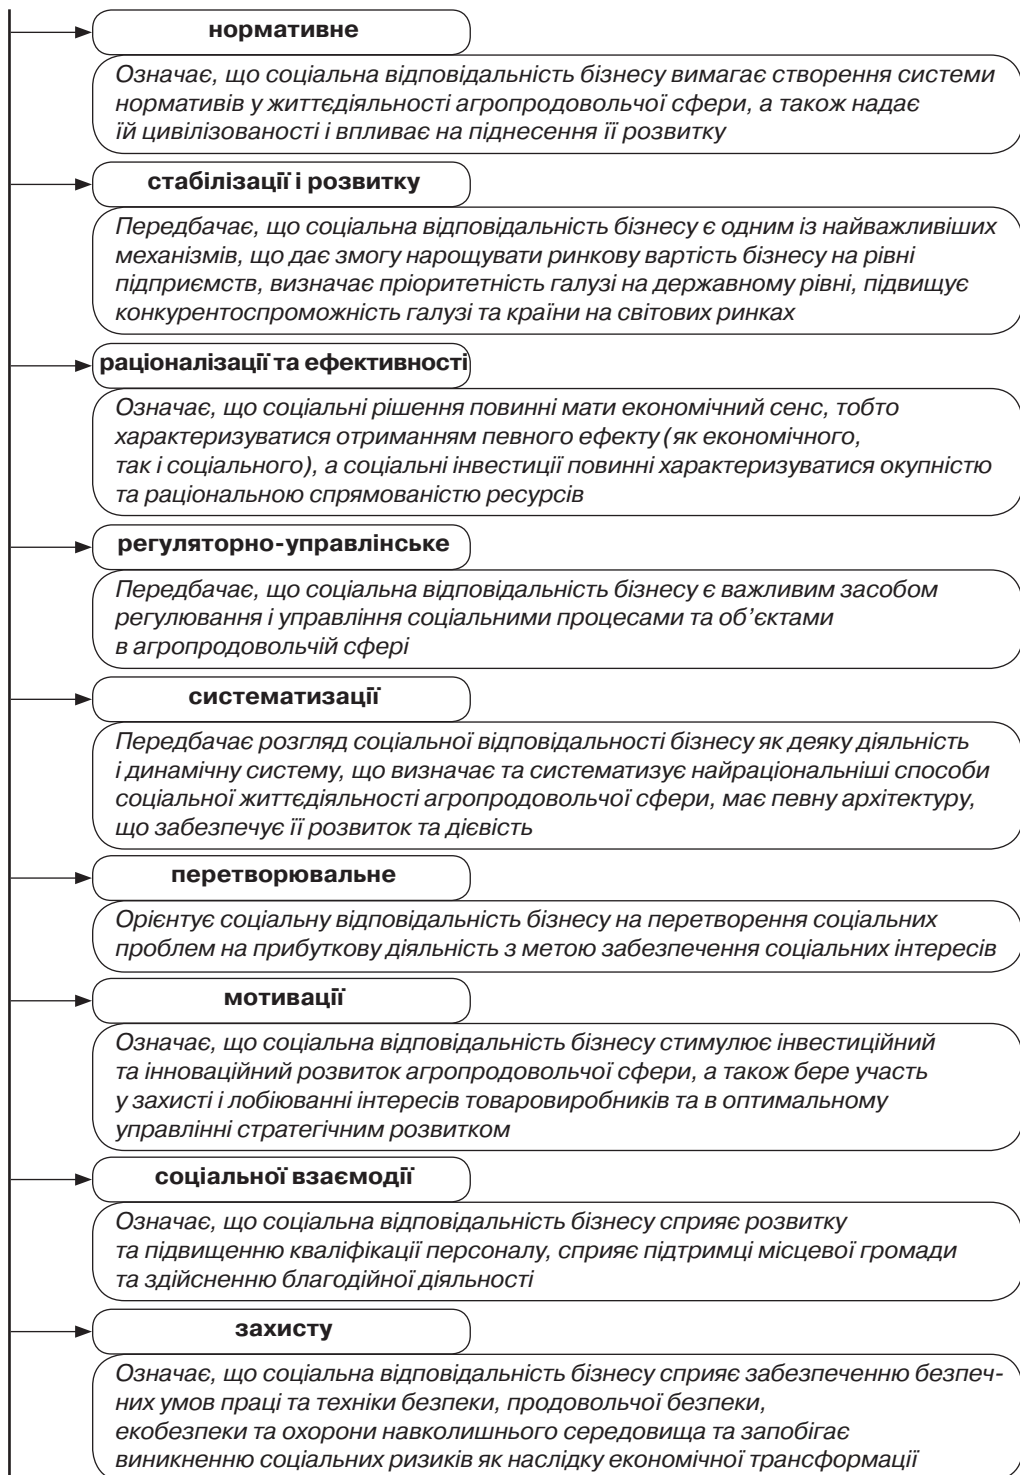 нормативне
Означає, що соціальна відповідальність бізнесу вимагає створення системи
нормативів у життєдіяльності агропродовольчої сфери, а також надає
їй цивілізованості і впливає на піднесення її розвитку
стабілізації і розвитку
Передбачає, що соціальна відповідальність бізнесу є одним із найважливіших
механізмів, що дає змогу нарощувати ринкову вартість бізнесу на рівні
підприємств, визначає пріоритетність галузі на державному рівні, підвищує
конкурентоспроможність галузі та країни на світових ринках
раціоналізації та ефективності
Означає, що соціальні рішення повинні мати економічний сенс, тобто
характеризуватися отриманням певного ефекту (як економічного,
так і соціального), а соціальні інвестиції повинні характеризуватися окупністю
та раціональною спрямованістю ресурсів
регуляторно-управлінське
Передбачає, що соціальна відповідальність бізнесу є важливим засобом
регулювання і управління соціальними процесами та об’єктами
в агропродовольчій сфері
систематизації
Передбачає розгляд соціальної відповідальності бізнесу як деяку діяльність
і динамічну систему, що визначає та систематизує найраціональніші способи
соціальної життєдіяльності агропродовольчої сфери, має певну архітектуру,
що забезпечує її розвиток та дієвість
перетворювальне
Орієнтує соціальну відповідальність бізнесу на перетворення соціальних
проблем на прибуткову діяльність з метою забезпечення соціальних інтересів
мотивації
Означає, що соціальна відповідальність бізнесу стимулює інвестиційний
та інноваційний розвиток агропродовольчої сфери, а також бере участь
у захисті і лобіюванні інтересів товаровиробників та в оптимальному
управлінні стратегічним розвитком
соціальної взаємодії
Означає, що соціальна відповідальність бізнесу сприяє розвитку
та підвищенню кваліфікації персоналу, сприяє підтримці місцевої громади
та здійсненню благодійної діяльності
захисту
Означає, що соціальна відповідальність бізнесу сприяє забезпеченню безпеч-
них умов праці та техніки безпеки, продовольчої безпеки,
екобезпеки та охорони навколишнього середовища та запобігає
виникненню соціальних ризиків як наслідку економічної трансформації